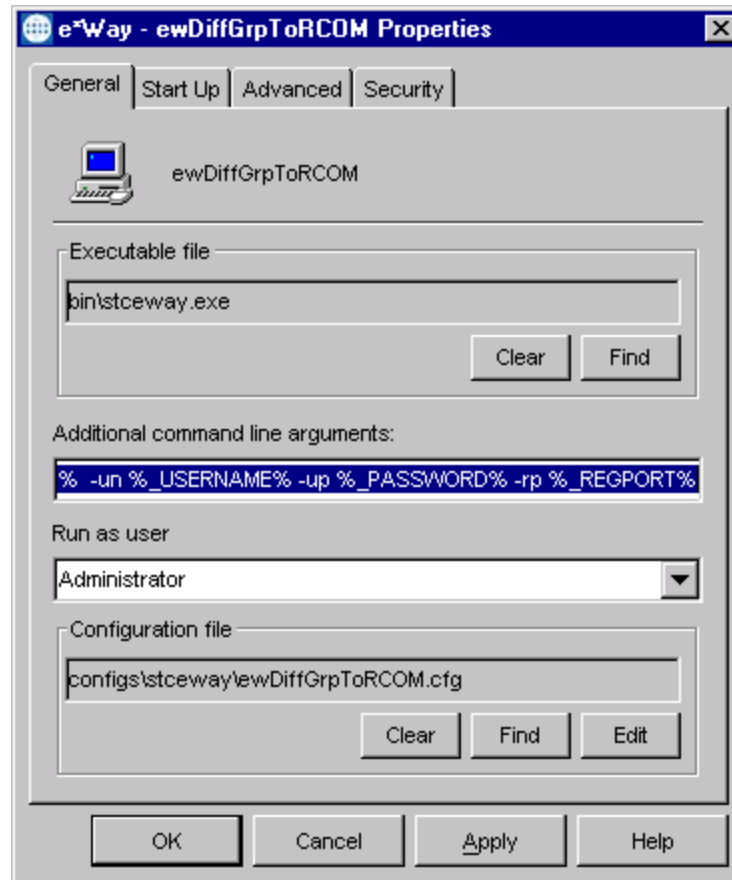 e*Way - ewDiffGrpToRCOM Properties
General Start Up Advanced Security
ewDiffGrpToRCOM
Executable file
bin\stceway.exe
Clear Find
Additional command line arguments:
% -un %_USERNAME% -up %_PASSWORD% -rp %_REGPORT%
Run as user
Administrator
Configuration file
configs\stceway\ewDiffGrpToRCOM.cfg
Clear Find Edit
OK Cancel Apply Help